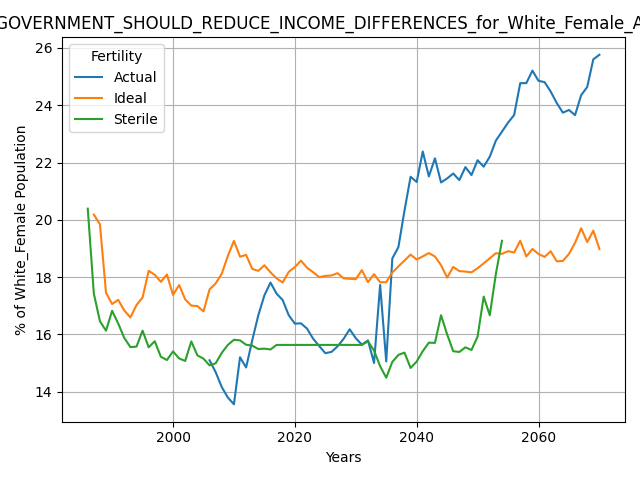 GOVERNMENT_SHOULD_REDUCE_INCOME_DIFFERENCES_for_White_Female_A
Fertility
Actual
Ideal
Sterile
26
24
22
20
18
16
14
% of White_Female Population
2000
2020
2040
2060
Years